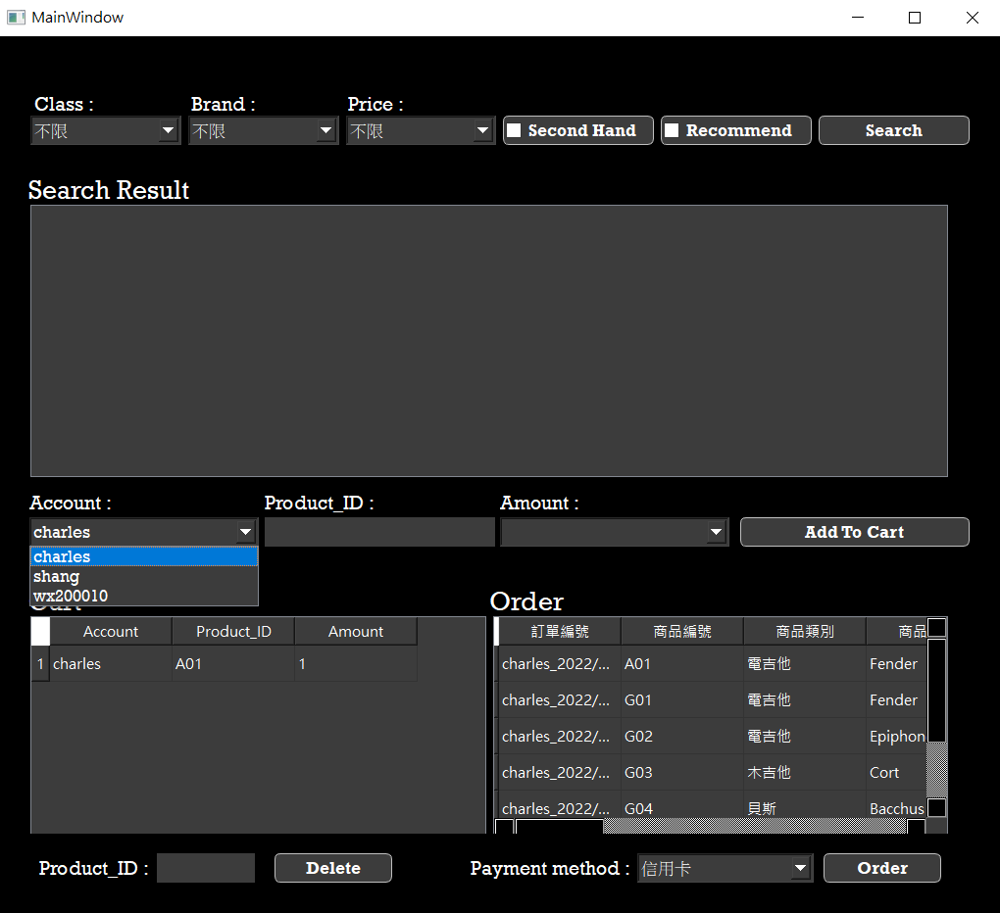 MainWindow
Class : Brand : Price :
不限 不限 不限 Second Hand Recommend Search
Search Result
Account : Product_ID : Amount :
charles Add To Cart
charles
shang
wx200010
Cart Order
Account Product_ID Amount
1 charles A01 1
訂單編號 商品編號 商品類別 商品
charles_2022/... A01 電吉他 Fender
charles_2022/... G01 電吉他 Fender
charles_2022/... G02 電吉他 Epiphon
charles_2022/... G03 木吉他 Cort
charles_2022/... G04 貝斯 Bacchus
Product_ID : Delete Payment method : 信用卡 Order